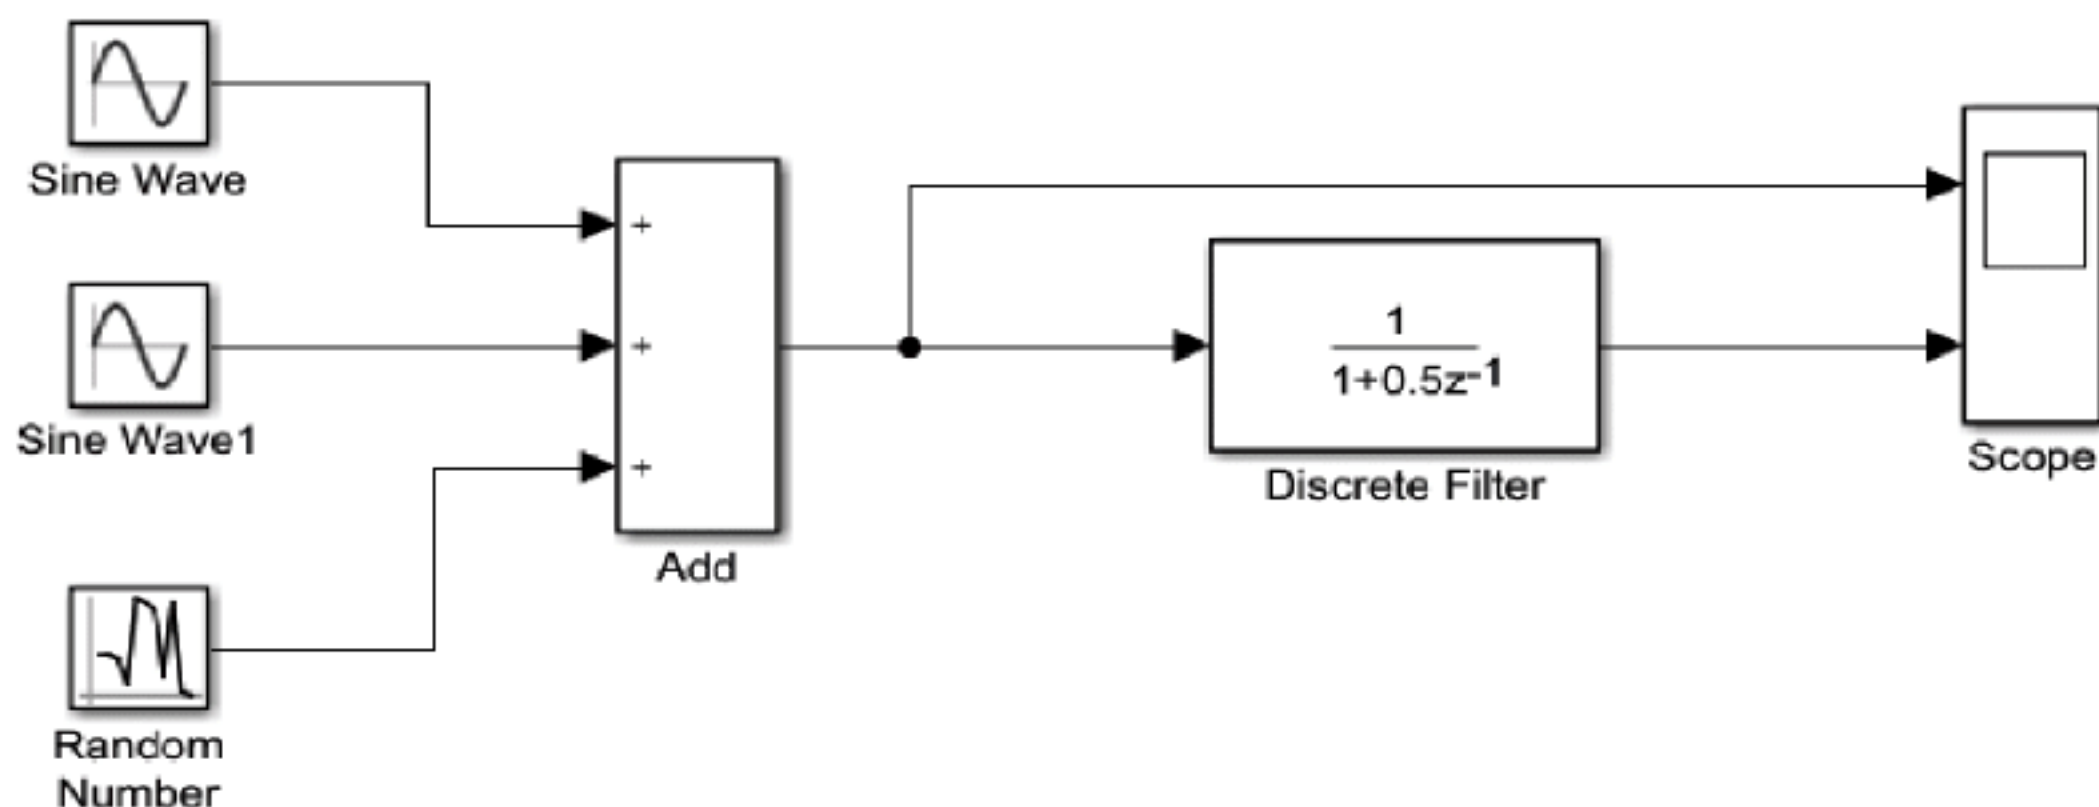 Sine Wave
+
Sine Wave1
+
+
Add
1
1+0.5z-1
Discrete Filter
Scope
Random
Number